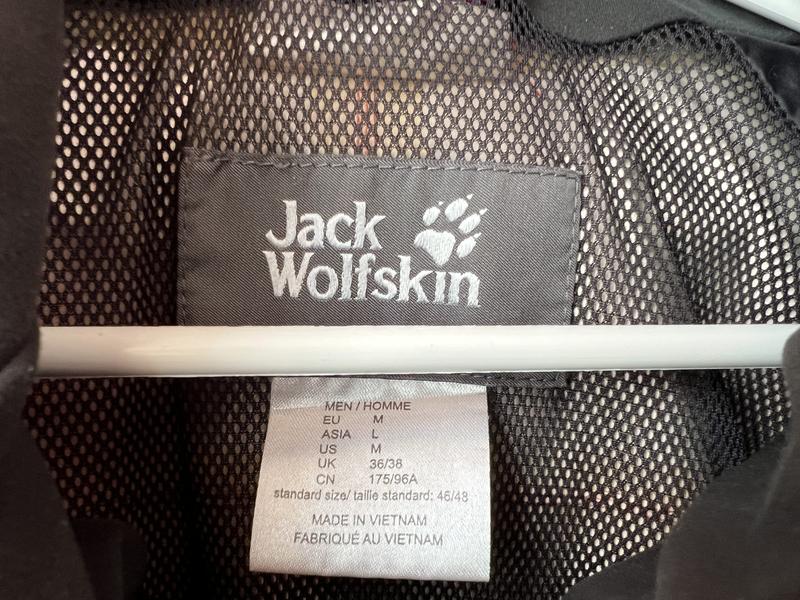 Jack
Wolfskin
MEN / HOMME
EU M
ASIA L
US M
UK 36/38
CN 175/96A
standard size/ taille standard: 46/48
MADE IN VIETNAM
FABRIQUÉ AU VIETNAM